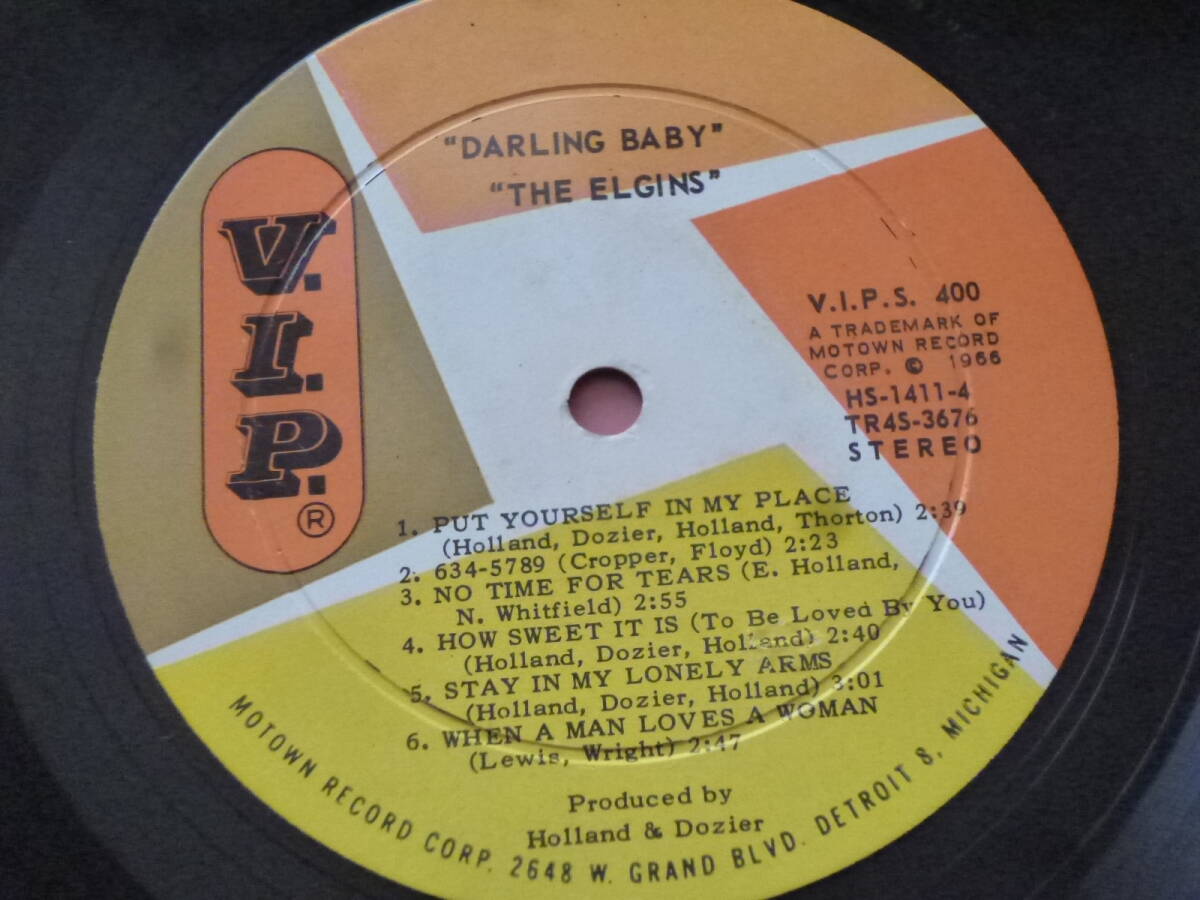 "DARLING BABY"
"THE ELGINS"
V.I.P.®
V.I.P.S. 400
A TRADEMARK OF
MOTOWN RECORD
CORP. © 1966
HS-1411-4
TR4S-3676
STEREO
1. PUT YOURSELF IN MY PLACE
(Holland, Dozier, Holland, Thorton) 2:39
2. 634-5789 (Cropper, Floyd) 2:23
3. NO TIME FOR TEARS (E. Holland,
N. Whitfield) 2:55
4. HOW SWEET IT IS (To Be Loved By You)
(Holland, Dozier, Holland) 2:40
5. STAY IN MY LONELY ARMS
(Holland, Dozier, Holland) 3:01
6. WHEN A MAN LOVES A WOMAN
(Lewis, Wright) 2:47
Produced by
Holland & Dozier
MOTOWN RECORD CORP. 2648 W. GRAND BLVD. DETROIT 8, MICHIGAN